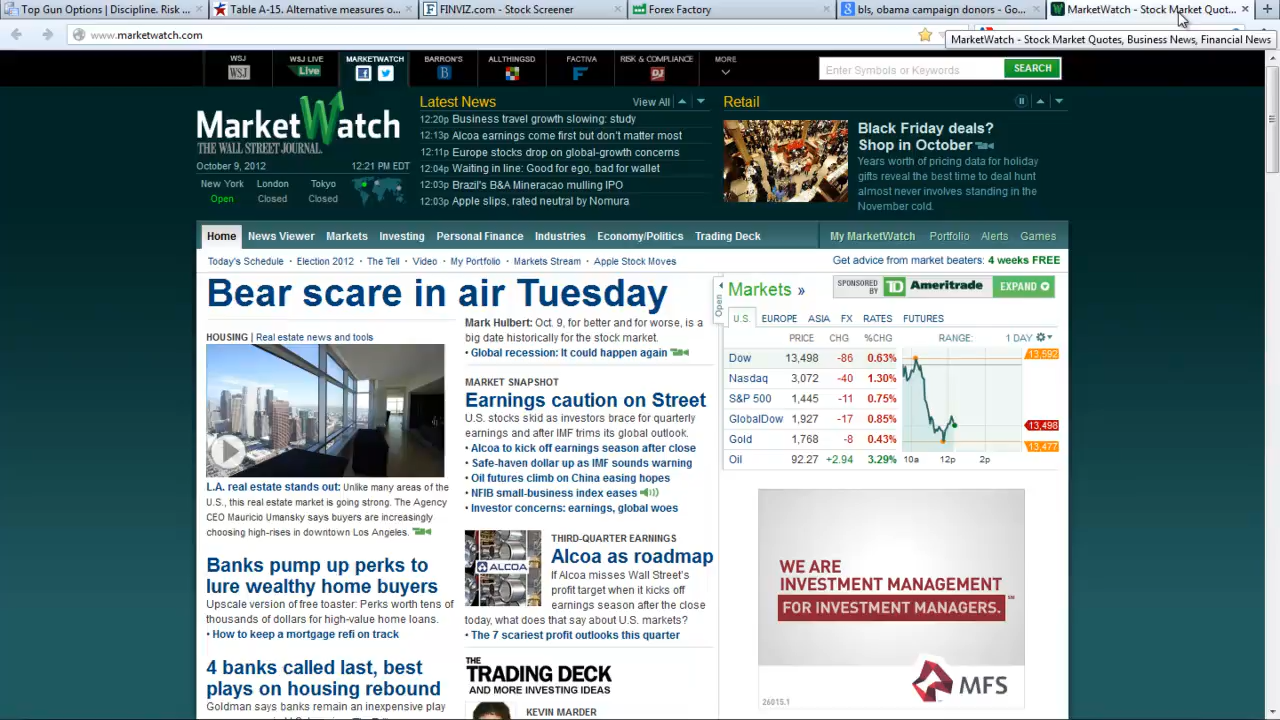 Top Gun Options | Discipline. Risk ...
Table A-15. Alternative measures o...
FINVIZ.com - Stock Screener
Forex Factory
bls, obama campaign donors - Go...
MarketWatch - Stock Market Quot...
www.marketwatch.com
MarketWatch - Stock Market Quotes, Business News, Financial News
WSJ
WSJ LIVE
MARKETWATCH
BARRON'S
ALLTHINGSD
FACTIVA
RISK & COMPLIANCE
MORE
WSJ
Live
B
DJ
Enter Symbols or Keywords
SEARCH
MarketWatch
THE WALL STREET JOURNAL.
October 9, 2012
12:21 PM EDT
New York
London
Tokyo
Open
Closed
Closed
Latest News
View All
12:20p Business travel growth slowing: study
12:13p Alcoa earnings come first but don't matter most
12:11p Europe stocks drop on global-growth concerns
12:04p Waiting in line: Good for ego, bad for wallet
12:03p Brazil's B&A Mineracao mulling IPO
12:03p Apple slips, rated neutral by Nomura
Retail
Black Friday deals?
Shop in October
Years worth of pricing data for holiday
gifts reveal the best time to deal hunt
almost never involves standing in the
November cold.
Home
News Viewer
Markets
Investing
Personal Finance
Industries
Economy/Politics
Trading Deck
My MarketWatch
Portfolio
Alerts
Games
Today's Schedule · Election 2012 · The Tell · Video · My Portfolio · Markets Stream · Apple Stock Moves
Get advice from market beaters: 4 weeks FREE
Bear scare in air Tuesday
HOUSING | Real estate news and tools
L.A. real estate stands out: Unlike many areas of the
U.S., this real estate market is going strong. The Agency
CEO Mauricio Umansky says buyers are increasingly
choosing high-rises in downtown Los Angeles.
Banks pump up perks to
lure wealthy home buyers
Upscale version of free toaster: Perks worth tens of
thousands of dollars for high-value home loans.
• How to keep a mortgage refi on track
4 banks called last, best
plays on housing rebound
Goldman says banks remain an inexpensive play
Mark Hulbert: Oct. 9, for better and for worse, is a
big date historically for the stock market.
• Global recession: It could happen again
MARKET SNAPSHOT
Earnings caution on Street
U.S. stocks skid as investors brace for quarterly
earnings and after IMF trims its global outlook.
• Alcoa to kick off earnings season after close
• Safe-haven dollar up as IMF sounds warning
• Oil futures climb on China easing hopes
• NFIB small-business index eases
• Investor concerns: earnings, global woes
ALCOA
THIRD-QUARTER EARNINGS
Alcoa as roadmap
If Alcoa misses Wall Street's
profit target when it kicks off
earnings season after the close
today, what does that say about U.S. markets?
• The 7 scariest profit outlooks this quarter
THE
TRADING DECK
AND MORE INVESTING IDEAS
KEVIN MARDER
Open
Markets »
SPONSORED BY
TD Ameritrade
EXPAND
U.S.
EUROPE
ASIA
FX
RATES
FUTURES
PRICE CHG %CHG RANGE: 1 DAY
Dow 13,498 -86 0.63%
Nasdaq 3,072 -40 1.30%
S&P 500 1,445 -11 0.75%
GlobalDow 1,927 -17 0.85%
Gold 1,768 -8 0.43%
Oil 92.27 +2.94 3.29%
13,592
13,498
13,477
10a 12p 2p
WE ARE
INVESTMENT MANAGEMENT
FOR INVESTMENT MANAGERS.℠
MFS
26015.1